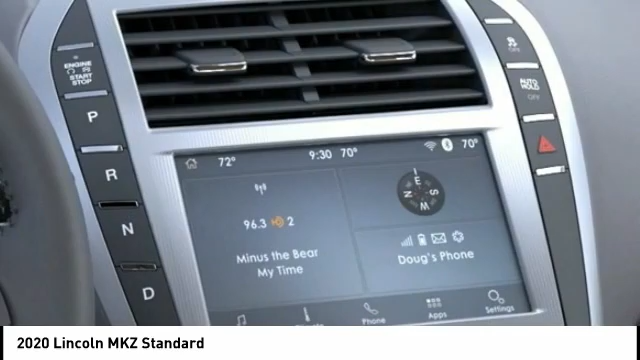 ENGINE
START
STOP
P
R
N
D
OFF
AUTO
HOLD
OFF
72° 9:30 70° 70°
96.3 2
Minus the Bear
My Time
E
N S
W
Doug's Phone
Phone Apps Settings
2020 Lincoln MKZ Standard